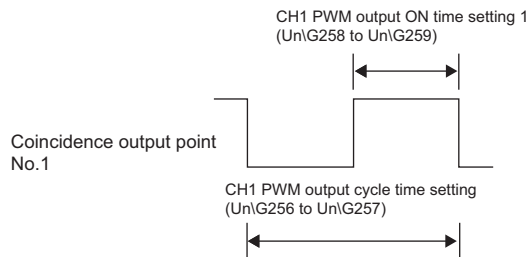 CH1 PWM output ON time setting 1
(Un\G258 to Un\G259)
Coincidence output point
No.1
CH1 PWM output cycle time setting
(Un\G256 to Un\G257)